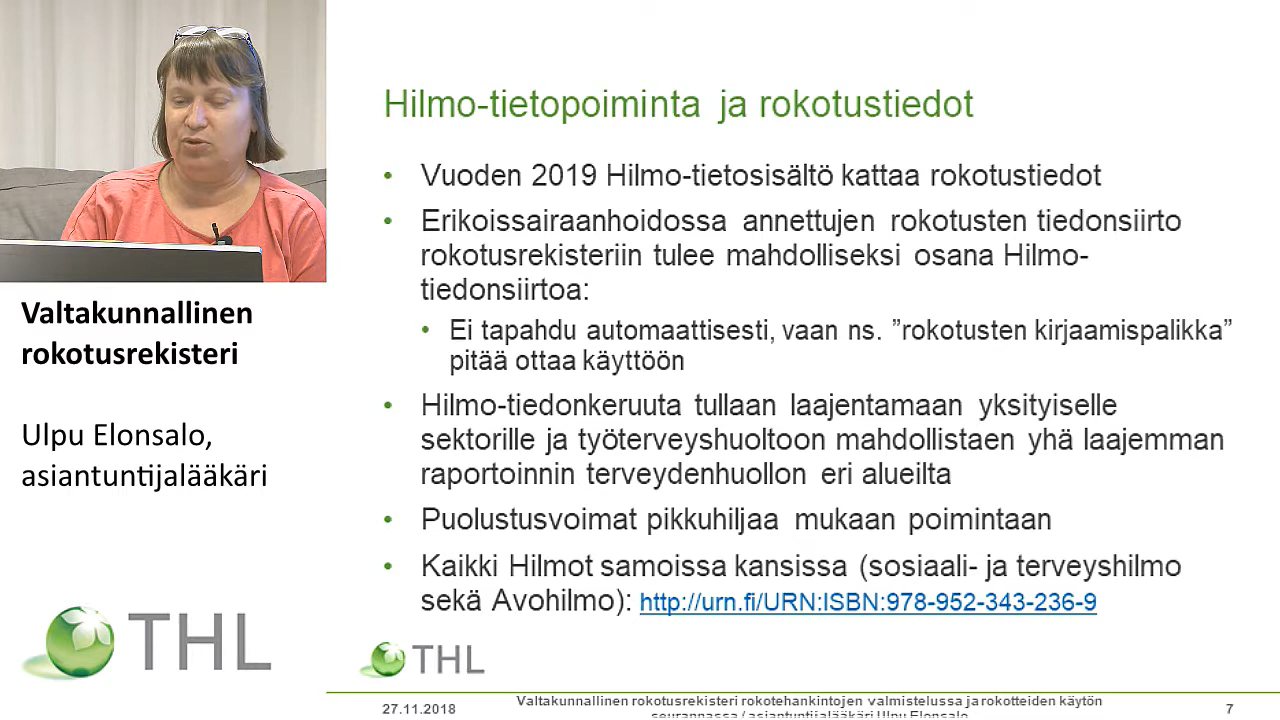 Hilmo-tietopoiminta ja rokotustiedot
• Vuoden 2019 Hilmo-tietosisältö kattaa rokotustiedot
• Erikoissairaanhoidossa annettujen rokotusten tiedonsiirto
rokotusrekisteriin tulee mahdolliseksi osana Hilmo-
tiedonsiirtoa:
• Ei tapahdu automaattisesti, vaan ns. ”rokotusten kirjaamispalikka”
pitää ottaa käyttöön
• Hilmo-tiedonkeruuta tullaan laajentamaan yksityiselle
sektorille ja työterveyshuoltoon mahdollistaen yhä laajemman
raportoinnin terveydenhuollon eri alueilta
• Puolustusvoimat pikkuhiljaa mukaan poimintaan
• Kaikki Hilmot samoissa kansissa (sosiaali- ja terveyshilmo
sekä Avohilmo): http://urn.fi/URN:ISBN:978-952-343-236-9
Valtakunnallinen
rokotusrekisteri
Ulpu Elonsalo,
asiantuntijalääkäri
THL
THL
27.11.2018
Valtakunnallinen rokotusrekisteri rokotehankintojen valmistelussa ja rokotteiden käytön
seurannassa / asiantuntijalääkäri Ulpu Elonsalo
7